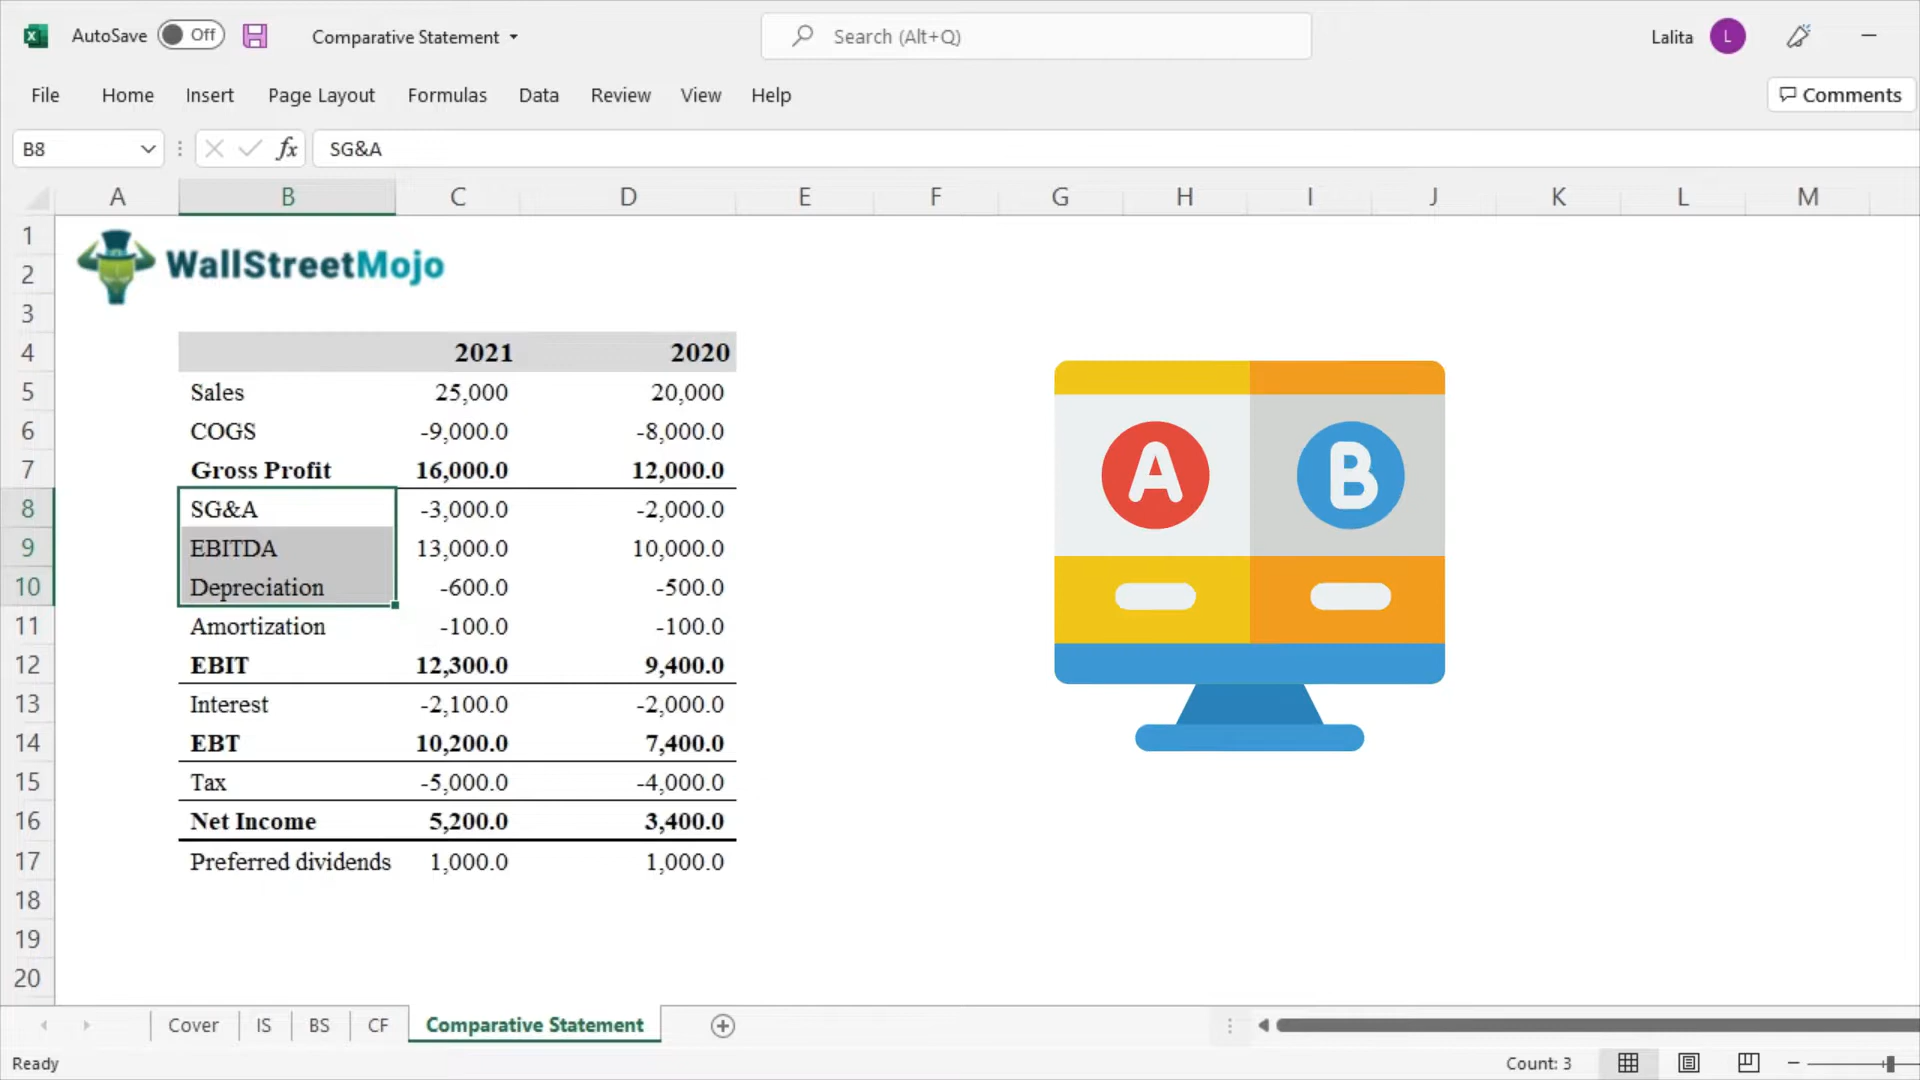 AutoSave Off Comparative Statement Search (Alt+Q) Lalita L
File Home Insert Page Layout Formulas Data Review View Help Comments
B8 fx SG&A
A B C D E F G H I J K L M
1
2 WallStreetMojo
3
4 2021 2020
5 Sales 25,000 20,000
6 COGS -9,000.0 -8,000.0
7 Gross Profit 16,000.0 12,000.0
8 SG&A -3,000.0 -2,000.0
9 EBITDA 13,000.0 10,000.0
10 Depreciation -600.0 -500.0
11 Amortization -100.0 -100.0
12 EBIT 12,300.0 9,400.0
13 Interest -2,100.0 -2,000.0
14 EBT 10,200.0 7,400.0
15 Tax -5,000.0 -4,000.0
16 Net Income 5,200.0 3,400.0
17 Preferred dividends 1,000.0 1,000.0
18
19
20
A B
Cover IS BS CF Comparative Statement
Ready Count: 3